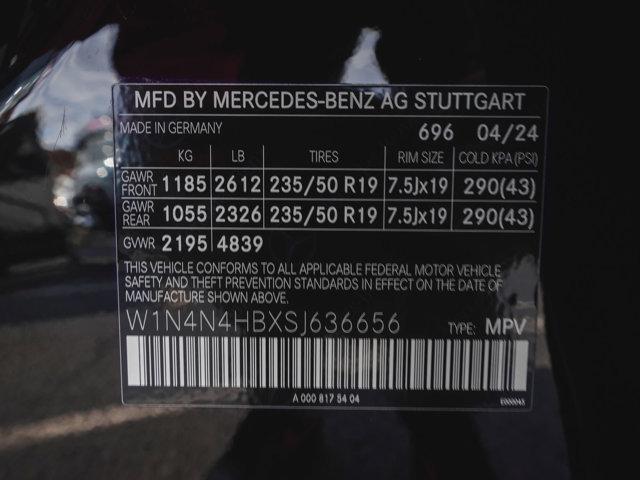 MFD BY MERCEDES-BENZ AG STUTTGART
MADE IN GERMANY 696 04/24
KG LB TIRES RIM SIZE COLD KPA (PSI)
GAWR FRONT 1185 2612 235/50 R19 7.5Jx19 290(43)
GAWR REAR 1055 2326 235/50 R19 7.5Jx19 290(43)
GVWR 2195 4839
THIS VEHICLE CONFORMS TO ALL APPLICABLE FEDERAL MOTOR VEHICLE
SAFETY AND THEFT PREVENTION STANDARDS IN EFFECT ON THE DATE OF
MANUFACTURE SHOWN ABOVE.
W1N4N4HBXSJ636656 TYPE: MPV
A 000 817 54 04